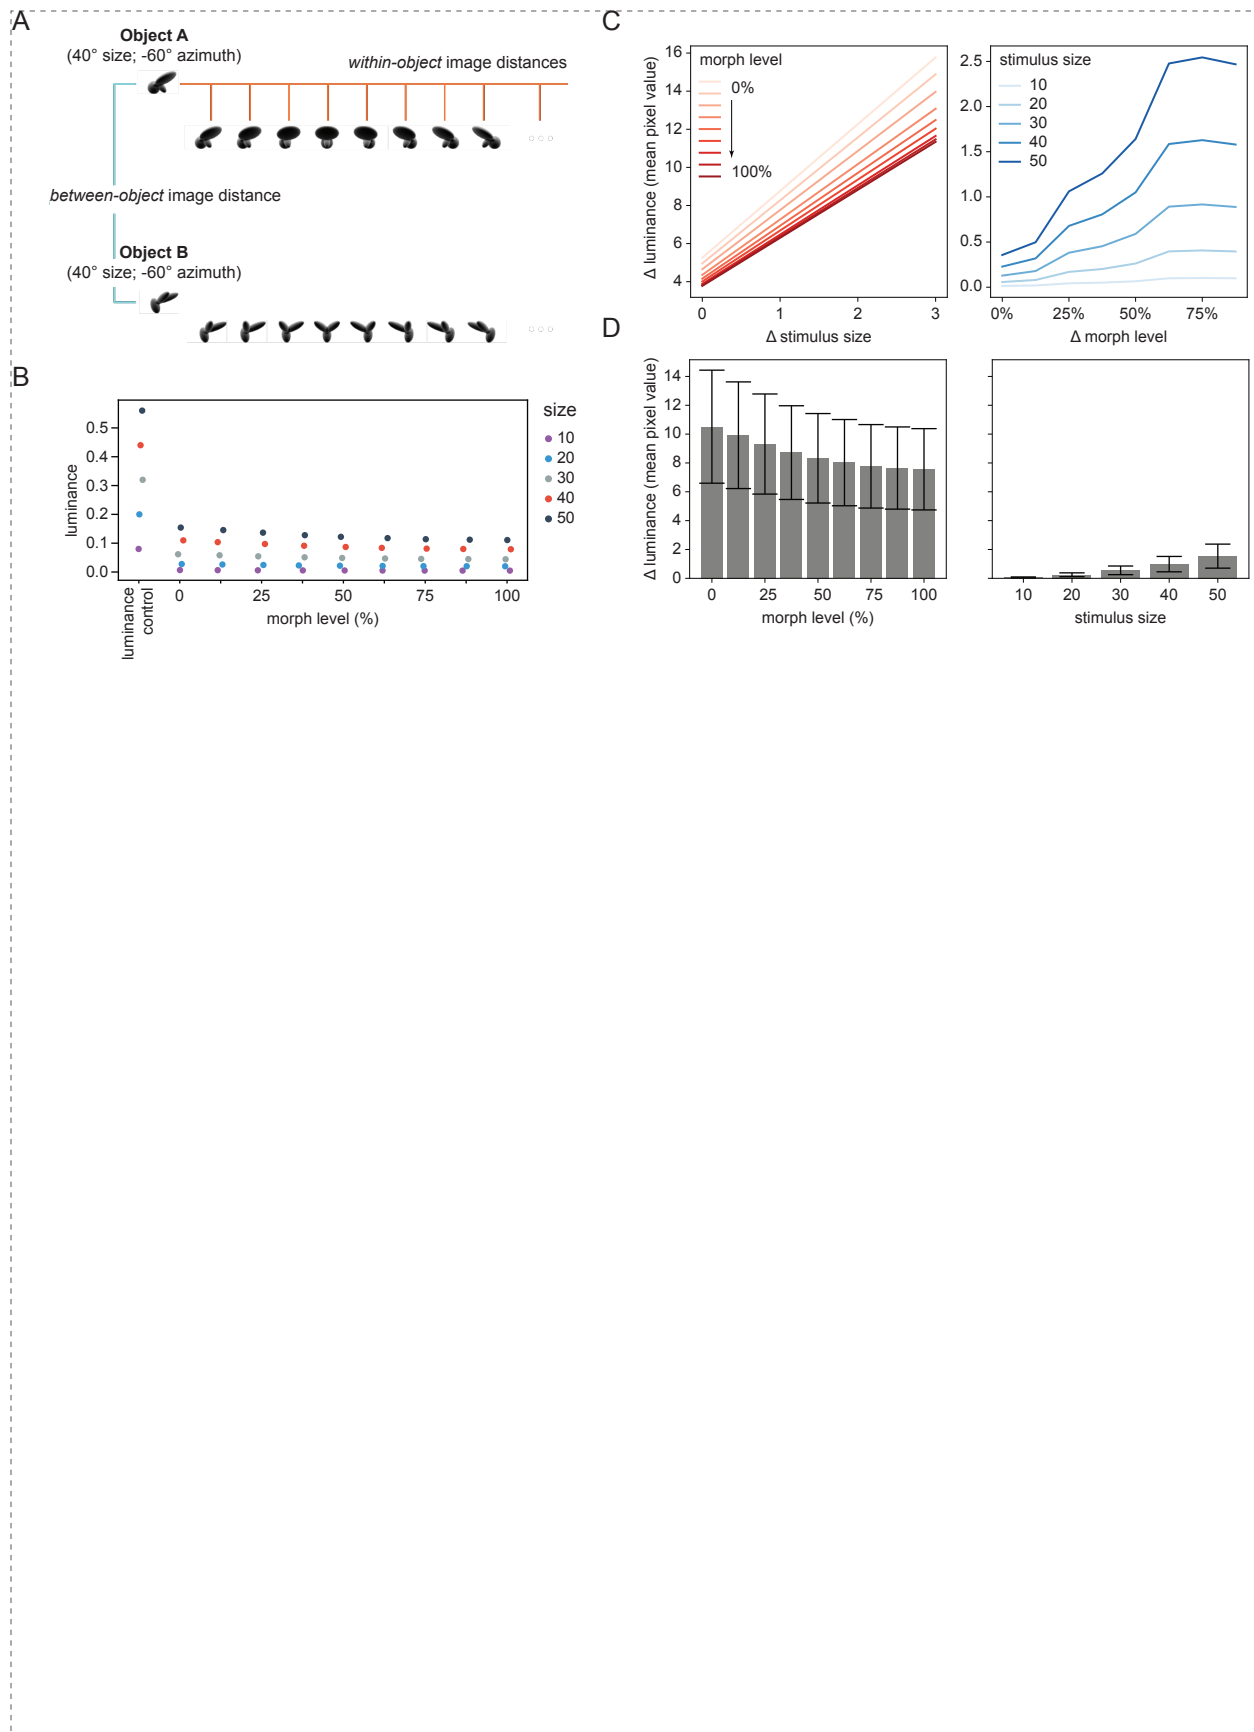 A
Object A
(40° size; -60° azimuth)
within-object image distances
between-object image distance
Object B
(40° size; -60° azimuth)
B
luminance
0.5
0.4
0.3
0.2
0.1
0.0
luminance
control
0
25
50
75
100
morph level (%)
size
10
20
30
40
50
C
Δ luminance (mean pixel value)
16
14
12
10
8
6
4
morph level
0%
100%
0
1
2
3
Δ stimulus size
2.5
2.0
1.5
1.0
0.5
0.0
stimulus size
10
20
30
40
50
0%
25%
50%
75%
Δ morph level
D
Δ luminance (mean pixel value)
14
12
10
8
6
4
2
0
0
25
50
75
100
morph level (%)
10
20
30
40
50
stimulus size